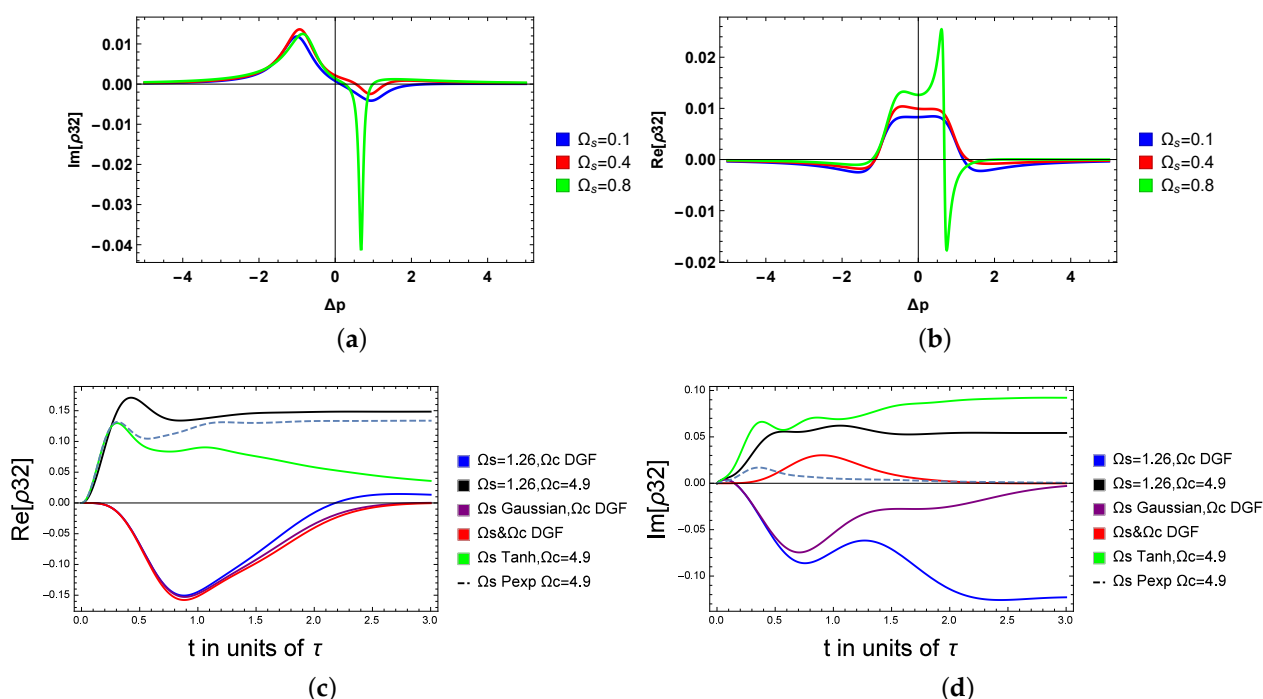 0.01
0.00
−0.01
−0.02
−0.03
−0.04
Im[ρ32]
−4 −2 0 2 4
Δp
Ωs=0.1
Ωs=0.4
Ωs=0.8
(a)
0.02
0.01
0.00
−0.01
−0.02
Re[ρ32]
−4 −2 0 2 4
Δp
Ωs=0.1
Ωs=0.4
Ωs=0.8
(b)
0.15
0.10
0.05
0.00
−0.05
−0.10
−0.15
Re[ρ32]
0.0 0.5 1.0 1.5 2.0 2.5 3.0
t in units of τ
Ωs=1.26,Ωc DGF
Ωs=1.26,Ωc=4.9
Ωs Gaussian,Ωc DGF
Ωs&Ωc DGF
Ωs Tanh,Ωc=4.9
Ωs Pexp Ωc=4.9
(c)
0.10
0.05
0.00
−0.05
−0.10
Im[ρ32]
0.0 0.5 1.0 1.5 2.0 2.5 3.0
t in units of τ
Ωs=1.26,Ωc DGF
Ωs=1.26,Ωc=4.9
Ωs Gaussian,Ωc DGF
Ωs&Ωc DGF
Ωs Tanh,Ωc=4.9
Ωs Pexp Ωc=4.9
(d)